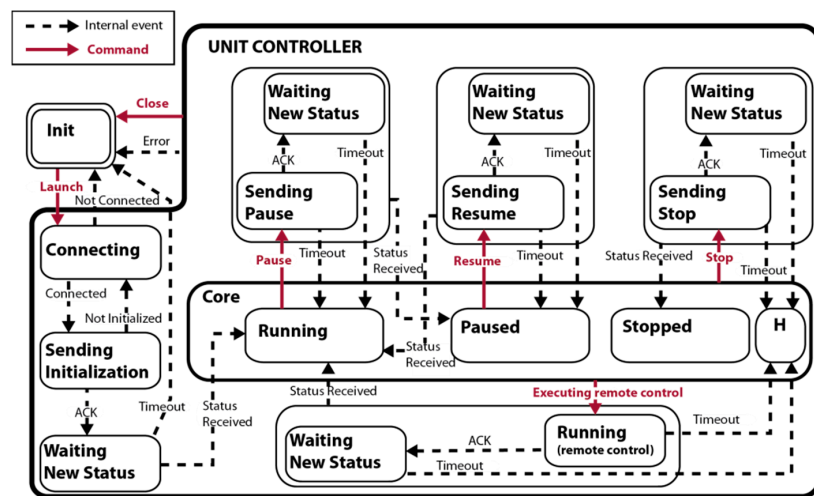 Internal event
Command
UNIT CONTROLLER
Waiting
New Status
Waiting
New Status
Waiting
New Status
Close
Init
Error
ACK
Timeout
ACK
Timeout
ACK
Timeout
Launch
Not Connected
Sending
Pause
Sending
Resume
Sending
Stop
Connecting
Pause
Timeout
Status
Received
Resume
Timeout
Status Received
Stop
Timeout
Connected
Not Initialized
Core
Running
Paused
Stopped
H
Sending
Initialization
Status
Received
ACK
Timeout
Status
Received
Status Received
Executing remote control
Waiting
New Status
Waiting
New Status
ACK
Running
(remote control)
Timeout
Timeout